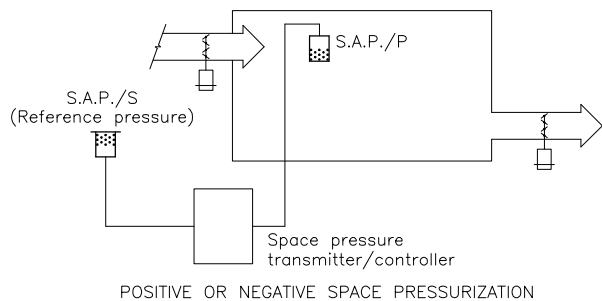 S.A.P./P
S.A.P./S
(Reference pressure)
Space pressure
transmitter/controller
POSITIVE OR NEGATIVE SPACE PRESSURIZATION